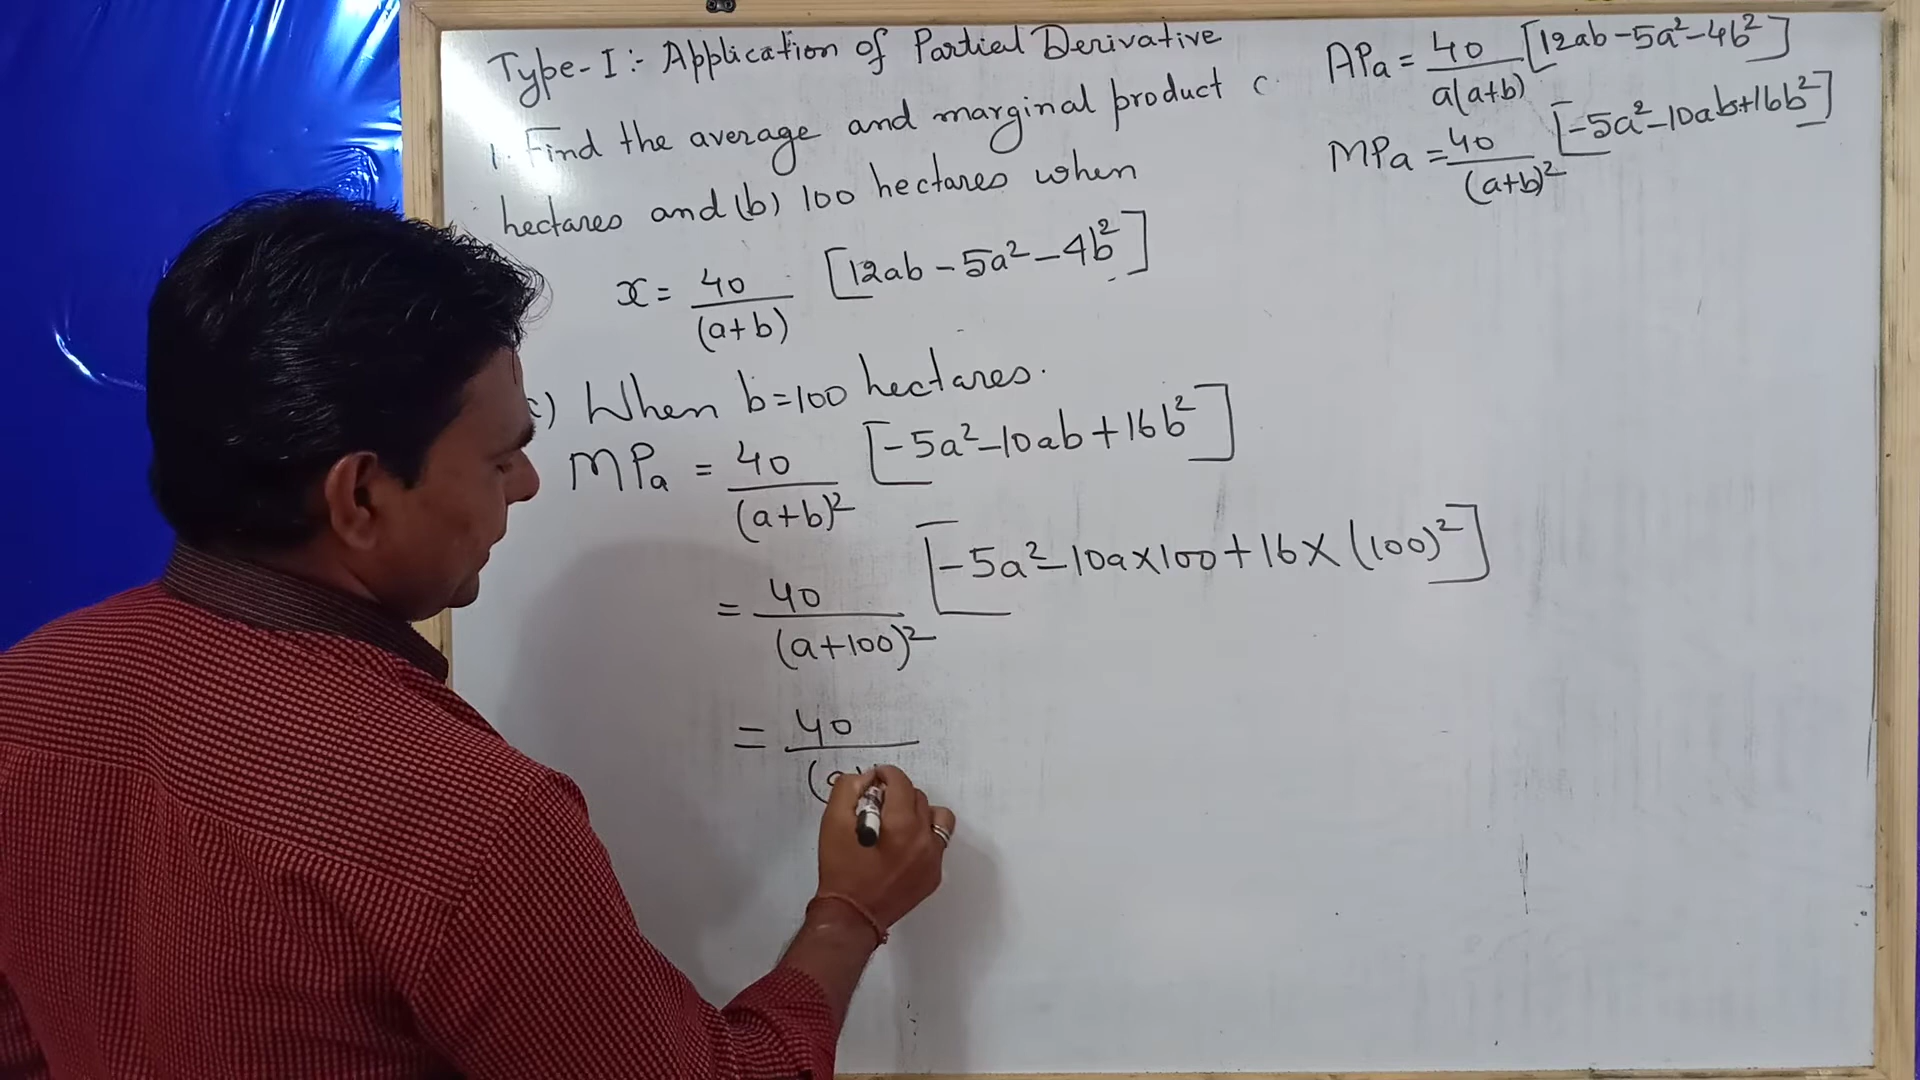 Type-I:- Application of Partial Derivative
1. Find the average and marginal product
hectares and (b) 100 hectares when
x = 40/(a+b) [12ab - 5a² - 4b²]
) When b=100 hectares.
MPa = 40/(a+b)² [-5a² - 10ab + 16b²]
= 40/(a+100)² [-5a² - 10a×100 + 16×(100)²]
= 40/(a
APa = 40/a(a+b) [12ab - 5a² - 4b²]
MPa = 40/(a+b)² [-5a² - 10ab + 16b²]